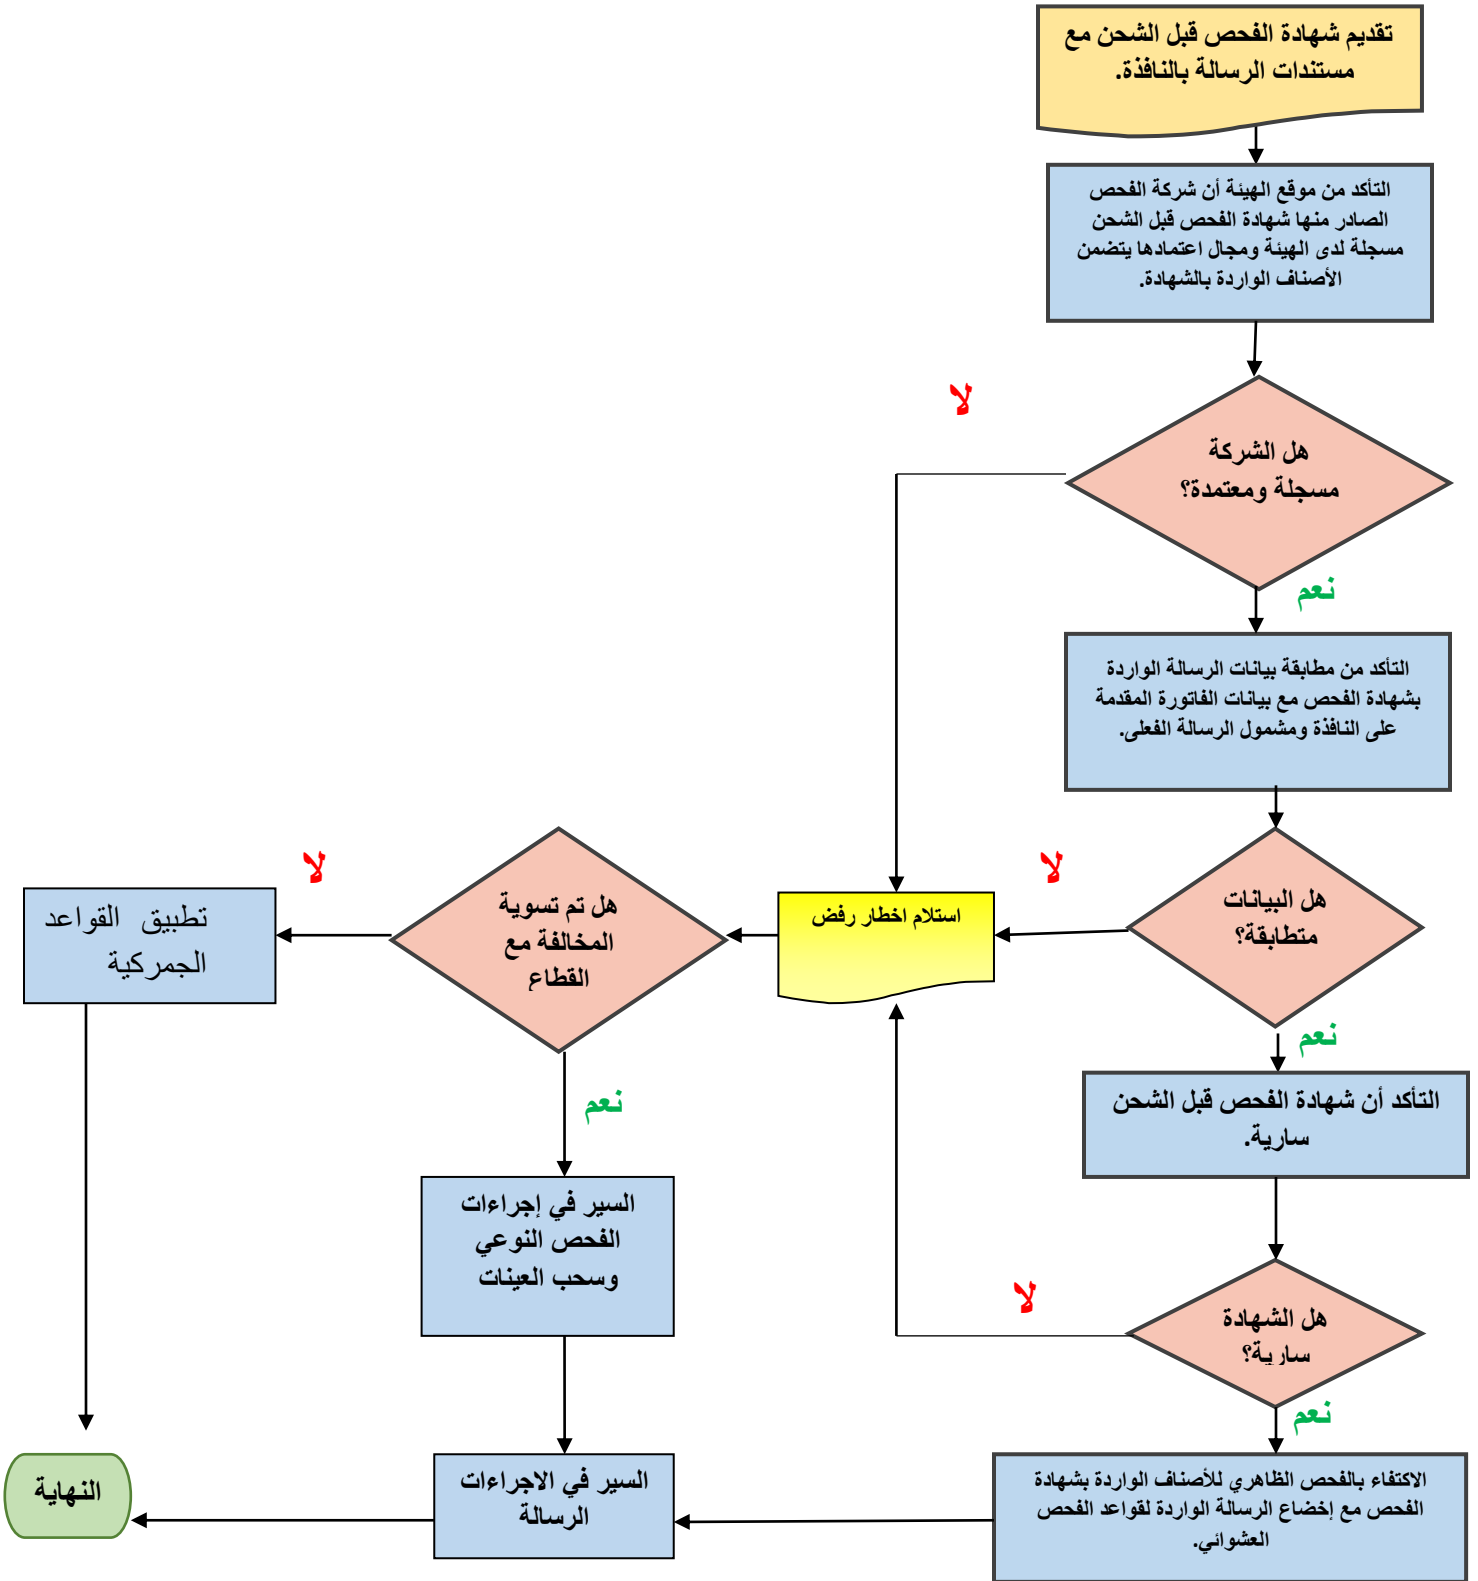 تقديم شهادة الفحص قبل الشحن مع
مستندات الرسالة بالنافذة.
التأكد من موقع الهيئة أن شركة الفحص
الصادر منها شهادة الفحص قبل الشحن
مسجلة لدى الهيئة ومجال اعتمادها يتضمن
الأصناف الواردة بالشهادة.
لا
هل الشركة
مسجلة ومعتمدة؟
نعم
التأكد من مطابقة بيانات الرسالة الواردة
بشهادة الفحص مع بيانات الفاتورة المقدمة
على النافذة ومشمول الرسالة الفعلى.
هل البيانات
متطابقة؟
لا
استلام اخطار رفض
هل تم تسوية
المخالفة مع
القطاع
لا
تطبيق القواعد
الجمركية
نعم
التأكد أن شهادة الفحص قبل الشحن
سارية.
نعم
السير في إجراءات
الفحص النوعي
وسحب العينات
هل الشهادة
سارية؟
لا
نعم
الاكتفاء بالفحص الظاهري للأصناف الواردة بشهادة
الفحص مع إخضاع الرسالة الواردة لقواعد الفحص
العشوائي.
السير في الاجراءات
الرسالة
النهاية